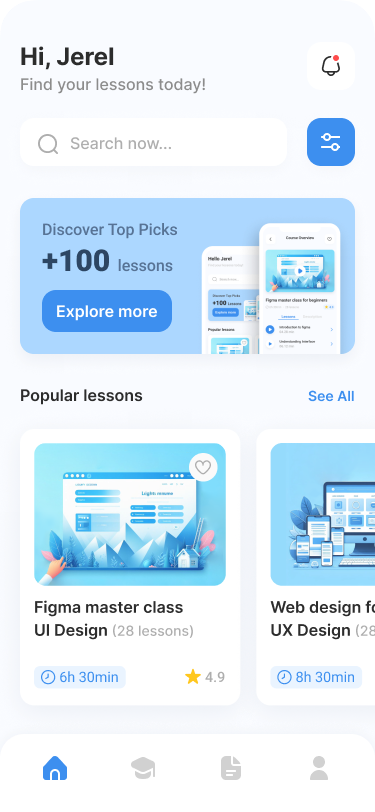 Hi, Jerel
Find your lessons today!
Search now...
Discover Top Picks
+100 lessons
Explore more
Hello Jerel
Search now...
Discover Top Picks
+100 lessons
Explore more
Popular lessons
Course Overview
Figma master class for beginners
Lessons
Introduction to Figma
Understanding Interface
Popular lessons
See All
Figma master class
UI Design (28 lessons)
6h 30min
4.9
Web design fo
UX Design (28
8h 30min